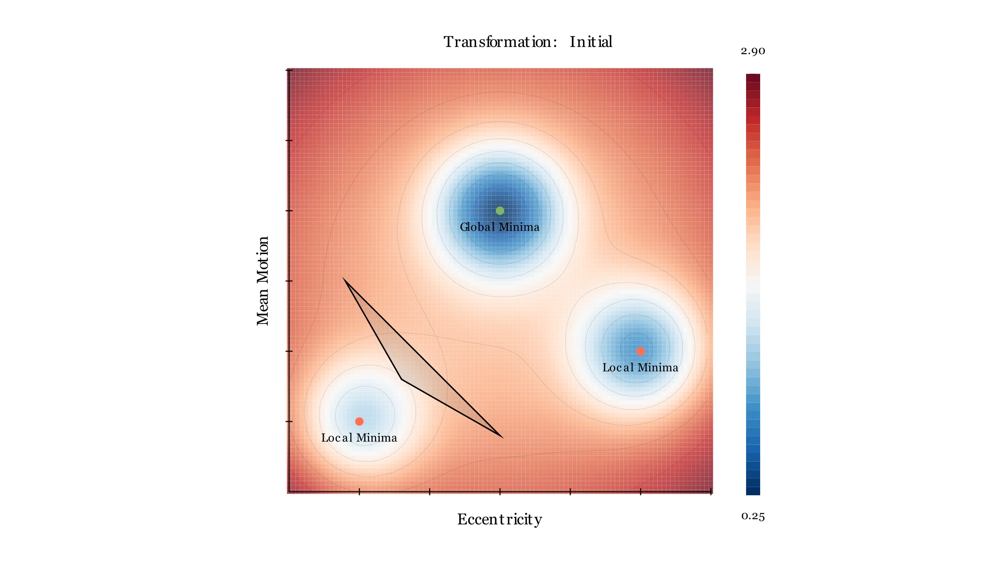 Transformation: Initial
2.90
Mean Motion
Global Minima
Local Minima
Local Minima
Eccentricity
0.25